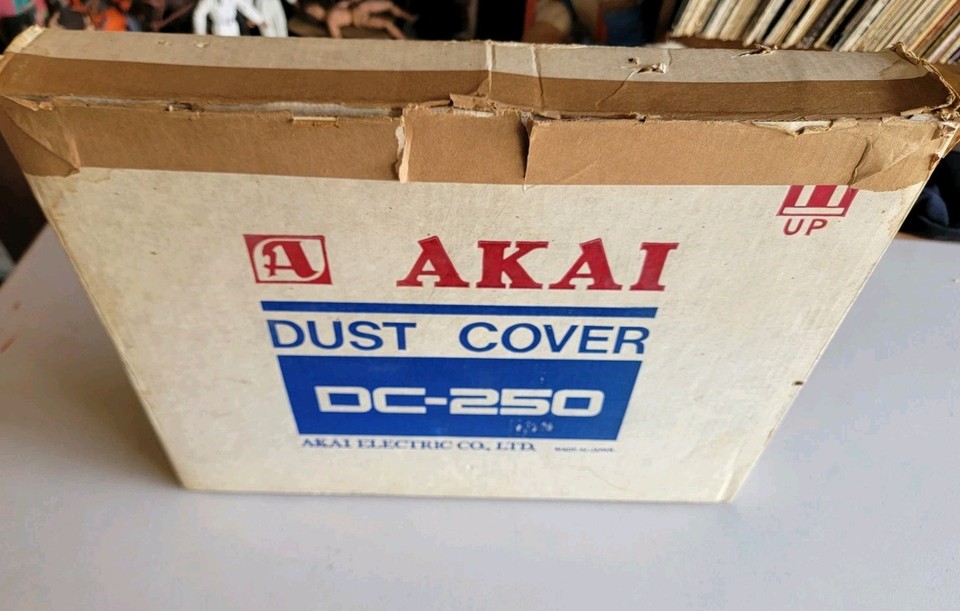 UP
A AKAI
DUST COVER
DC-250
AKAI ELECTRIC CO., LTD.